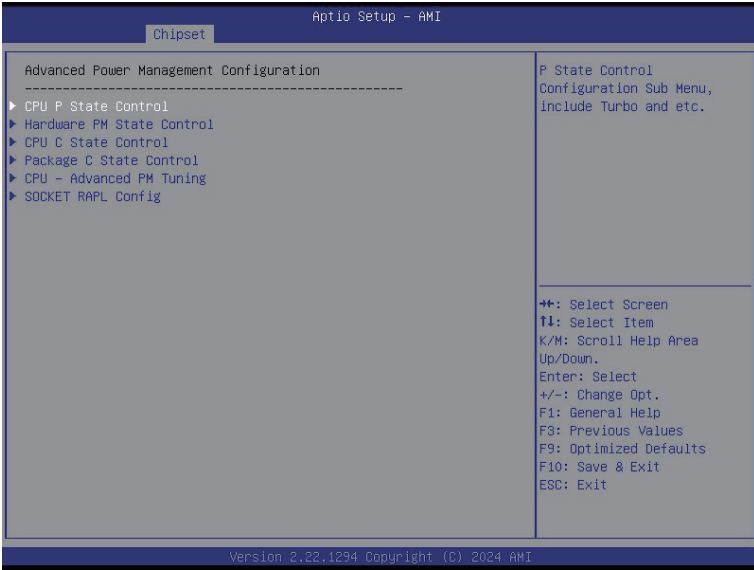 Aptio Setup – AMI
Chipset
Advanced Power Management Configuration
------------------------------------------------
CPU P State Control
Hardware PM State Control
CPU C State Control
Package C State Control
CPU – Advanced PM Tuning
SOCKET RAPL Config
P State Control
Configuration Sub Menu,
include Turbo and etc.
→←: Select Screen
↑↓: Select Item
K/M: Scroll Help Area
Up/Down.
Enter: Select
+/-: Change Opt.
F1: General Help
F3: Previous Values
F9: Optimized Defaults
F10: Save & Exit
ESC: Exit
Version 2.22.1294 Copyright (C) 2024 AMI